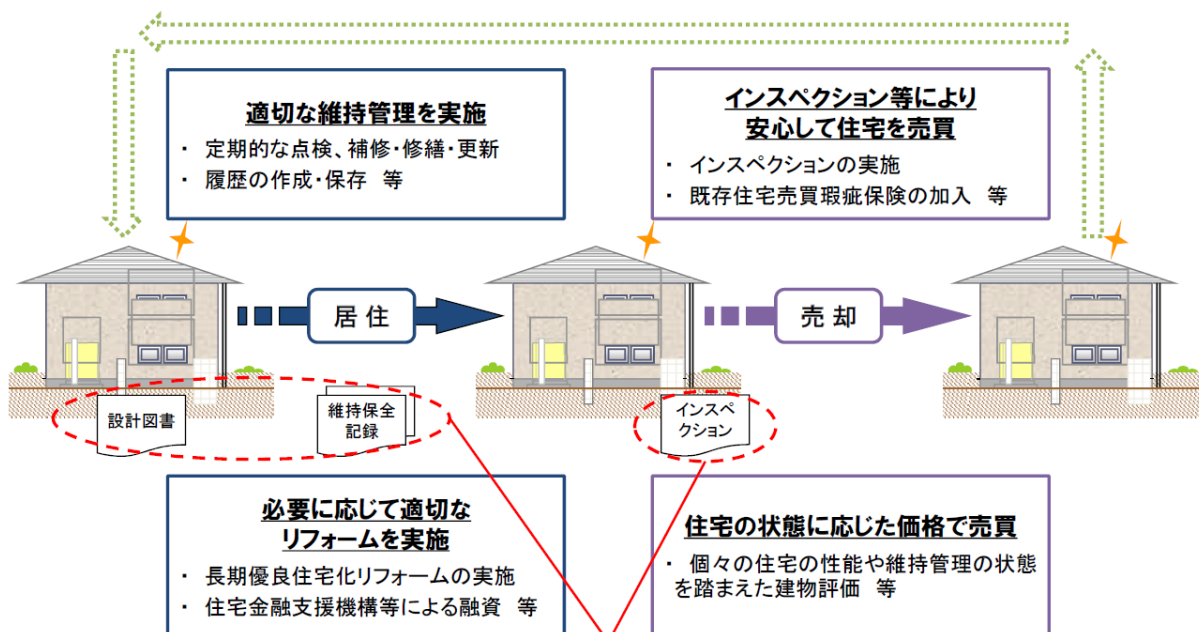 適切な維持管理を実施
・ 定期的な点検、補修・修繕・更新
・ 履歴の作成・保存 等
インスペクション等により
安心して住宅を売買
・ インスペクションの実施
・ 既存住宅売買瑕疵保険の加入 等
居 住
売 却
設計図書
維持保全
記録
インスペ
クション
必要に応じて適切な
リフォームを実施
・ 長期優良住宅化リフォームの実施
・ 住宅金融支援機構等による融資 等
住宅の状態に応じた価格で売買
・ 個々の住宅の性能や維持管理の状態
を踏まえた建物評価 等